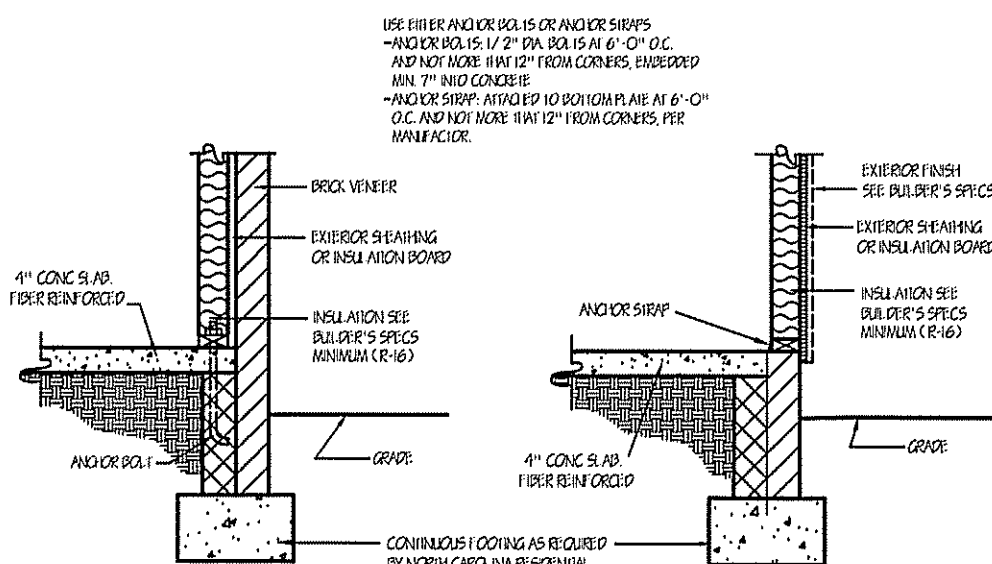 USE EITHER ANCHOR BOLTS OR ANCHOR STRAPS
-ANCHOR BOLTS: 1/2" DIA. BOLTS AT 6'-0" O.C.
AND NOT MORE THAT 12" FROM CORNERS, EMBEDDED
MIN. 7" INTO CONCRETE
-ANCHOR STRAP: ATTACHED TO BOTTOM PLATE AT 6'-0"
O.C. AND NOT MORE THAT 12" FROM CORNERS, PER
MANUFACTOR.
BRICK VENEER
EXTERIOR SHEATHING
OR INSULATION BOARD
4" CONC SLAB.
FIBER REINFORCED
INSULATION SEE
BUILDER'S SPECS
MINIMUM (R-16)
ANCHOR BOLT
GRADE
EXTERIOR FINISH
SEE BUILDER'S SPECS
EXTERIOR SHEATHING
OR INSULATION BOARD
ANCHOR STRAP
INSULATION SEE
BUILDER'S SPECS
MINIMUM (R-16)
4" CONC SLAB.
FIBER REINFORCED
GRADE
CONTINUOUS FOOTING AS REQUIRED
BY NORTH CAROLINA RESIDENTIAL